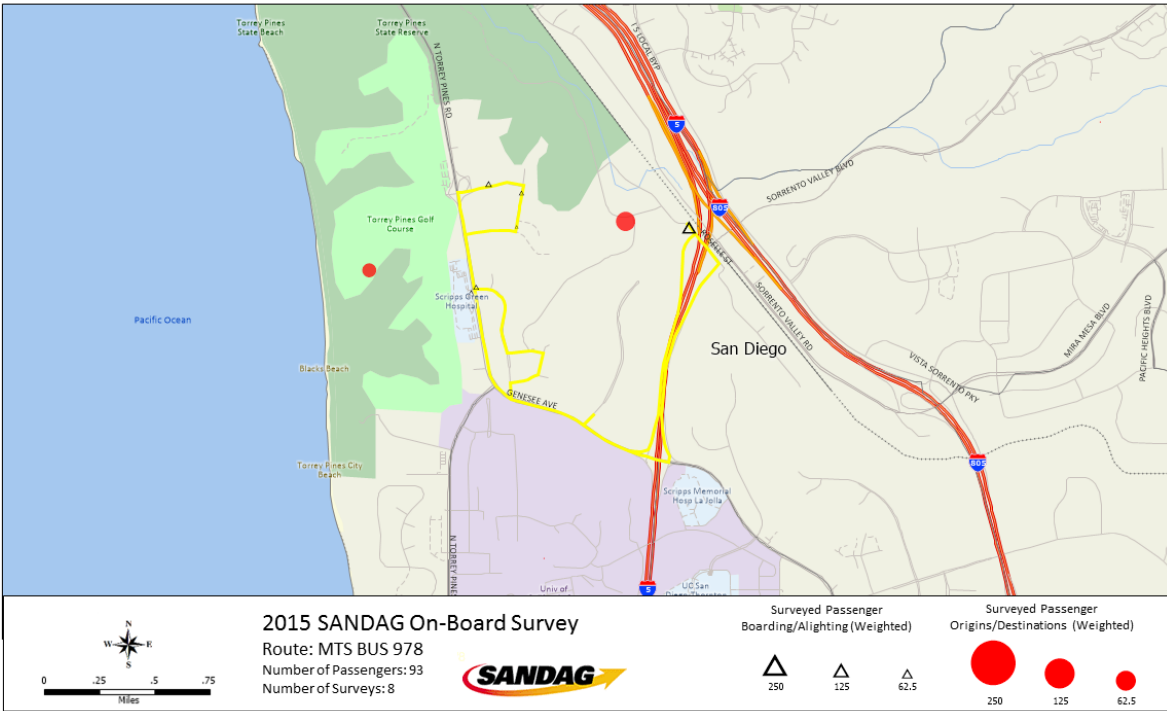 Torrey Pines
State Beach
Torrey Pines
State Reserve
N TORREY PINES RD
I 5 LOCAL BYP
5
805
SORRENTO VALLEY BLVD
Torrey Pines Golf
Course
ROSELLE ST
Scripps Green
Hospital
Pacific Ocean
SORRENTO VALLEY RD
San Diego
MIRA MESA BLVD
PACIFIC HEIGHTS BLVD
VISTA SORRENTO PKY
Blacks Beach
GENESEE AVE
805
Torrey Pines City
Beach
Scripps Memorial
Hosp La Jolla
N TORREY PINES
Univ of
5
UC San
N
W E
S
0 .25 .5 .75
Miles
2015 SANDAG On-Board Survey
Route: MTS BUS 978
Number of Passengers: 93
Number of Surveys: 8
SANDAG
Surveyed Passenger
Boarding/Alighting (Weighted)
250 125 62.5
Surveyed Passenger
Origins/Destinations (Weighted)
250 125 62.5